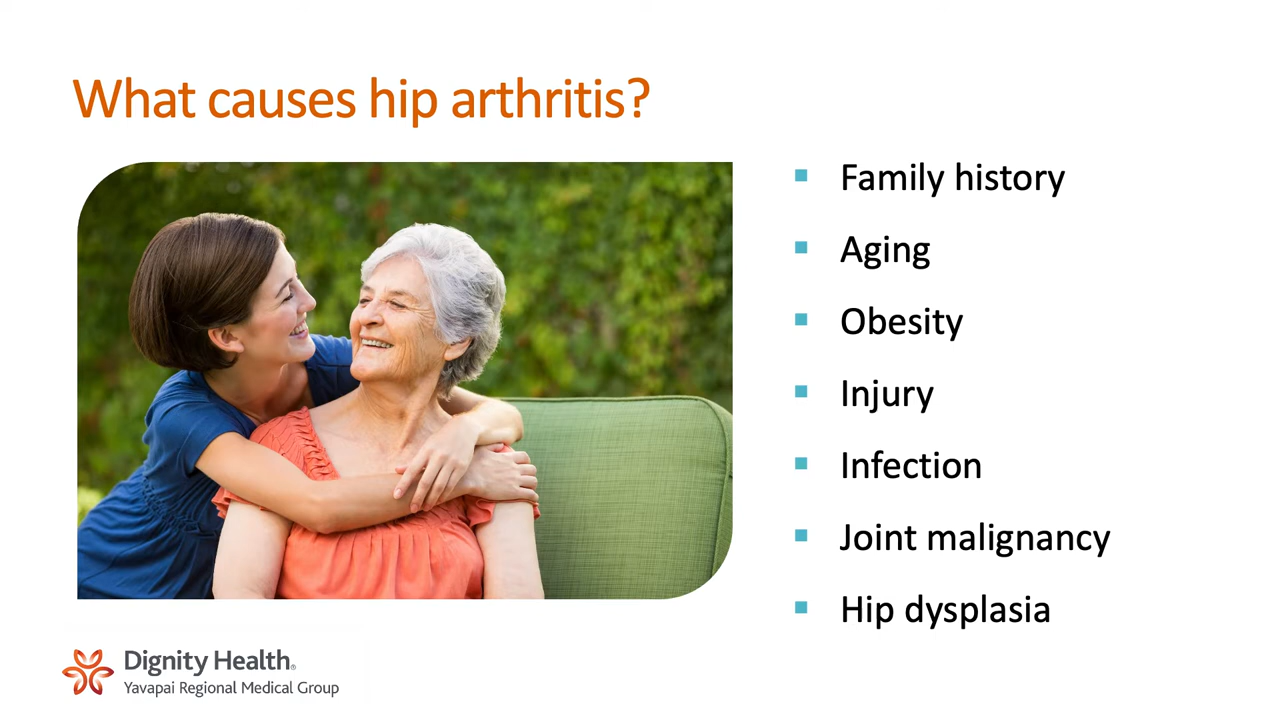 What causes hip arthritis?
Family history
Aging
Obesity
Injury
Infection
Joint malignancy
Hip dysplasia
Dignity Health®
Yavapai Regional Medical Group